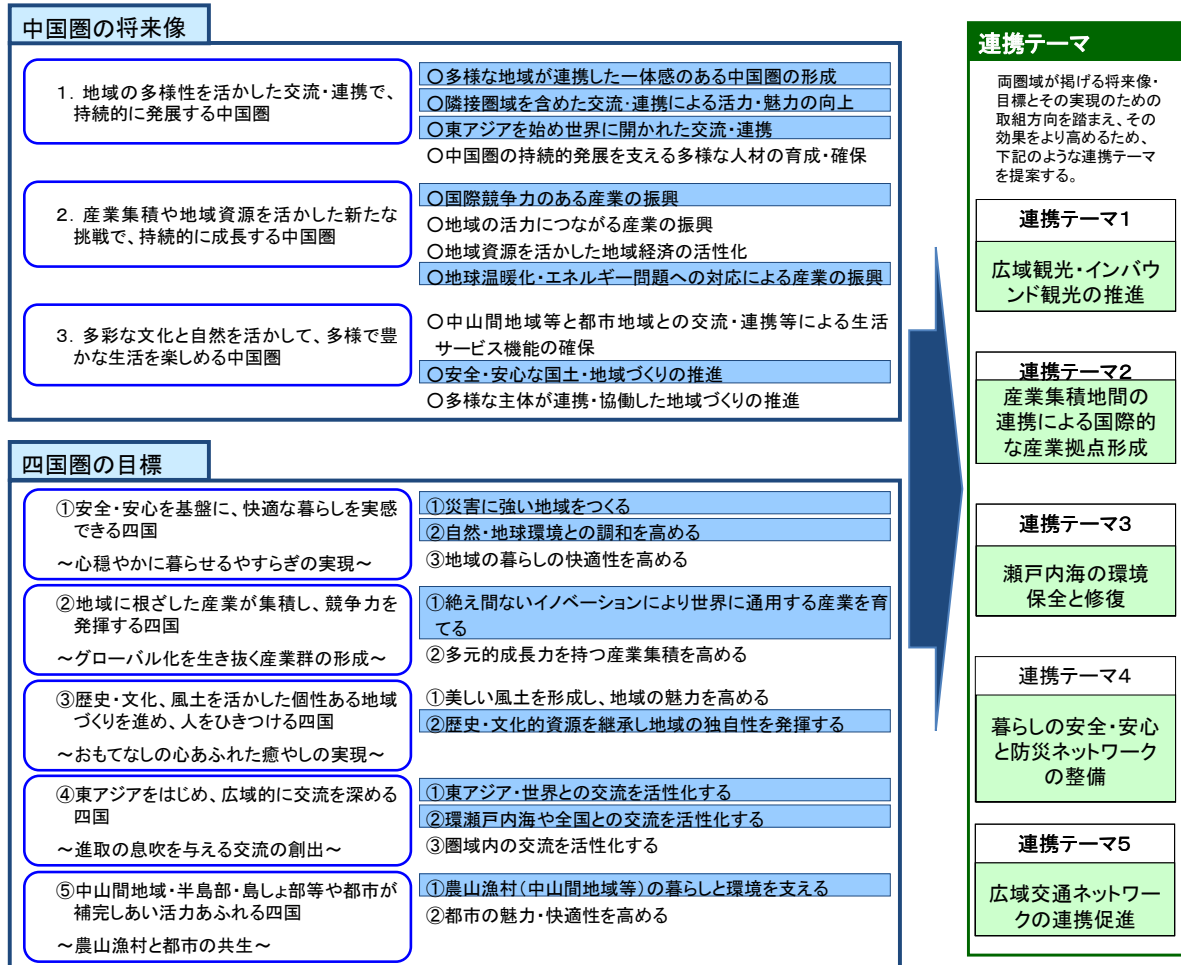 中国圏の将来像
1．地域の多様性を活かした交流・連携で、
持続的に発展する中国圏
○多様な地域が連携した一体感のある中国圏の形成
○隣接圏域を含めた交流・連携による活力・魅力の向上
○東アジアを始め世界に開かれた交流・連携
○中国圏の持続的発展を支える多様な人材の育成・確保
2．産業集積や地域資源を活かした新たな
挑戦で、持続的に成長する中国圏
○国際競争力のある産業の振興
○地域の活力につながる産業の振興
○地域資源を活かした地域経済の活性化
○地球温暖化・エネルギー問題への対応による産業の振興
3．多彩な文化と自然を活かして、多様で豊
かな生活を楽しめる中国圏
○中山間地域等と都市地域との交流・連携等による生活
サービス機能の確保
○安全・安心な国土・地域づくりの推進
○多様な主体が連携・協働した地域づくりの推進
四国圏の目標
①安全・安心を基盤に、快適な暮らしを実感
できる四国
～心穏やかに暮らせるやすらぎの実現～
①災害に強い地域をつくる
②自然・地球環境との調和を高める
③地域の暮らしの快適性を高める
②地域に根ざした産業が集積し、競争力を
発揮する四国
～グローバル化を生き抜く産業群の形成～
①絶え間ないイノベーションにより世界に通用する産業を育
てる
②多元的成長力を持つ産業集積を高める
③歴史・文化、風土を活かした個性ある地域
づくりを進め、人をひきつける四国
～おもてなしの心あふれた癒やしの実現～
①美しい風土を形成し、地域の魅力を高める
②歴史・文化的資源を継承し地域の独自性を発揮する
④東アジアをはじめ、広域的に交流を深める
四国
～進取の息吹を与える交流の創出～
①東アジア・世界との交流を活性化する
②環瀬戸内海や全国との交流を活性化する
③圏域内の交流を活性化する
⑤中山間地域・半島部・島しょ部等や都市が
補完しあい活力あふれる四国
～農山漁村と都市の共生～
①農山漁村（中山間地域等）の暮らしと環境を支える
②都市の魅力・快適性を高める
連携テーマ
両圏域が掲げる将来像・
目標とその実現のための
取組方向を踏まえ、その
効果をより高めるため、
下記のような連携テーマ
を提案する。
連携テーマ1
広域観光・インバウ
ンド観光の推進
連携テーマ2
産業集積地間の
連携による国際的
な産業拠点形成
連携テーマ3
瀬戸内海の環境
保全と修復
連携テーマ4
暮らしの安全・安心
と防災ネットワーク
の整備
連携テーマ5
広域交通ネットワー
クの連携促進